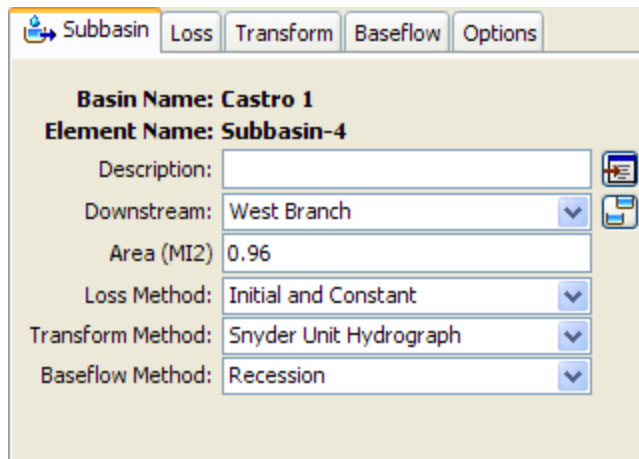 Subbasin Loss Transform Baseflow Options
Basin Name: Castro 1
Element Name: Subbasin-4
Description:
Downstream: West Branch
Area (MI2) 0.96
Loss Method: Initial and Constant
Transform Method: Snyder Unit Hydrograph
Baseflow Method: Recession